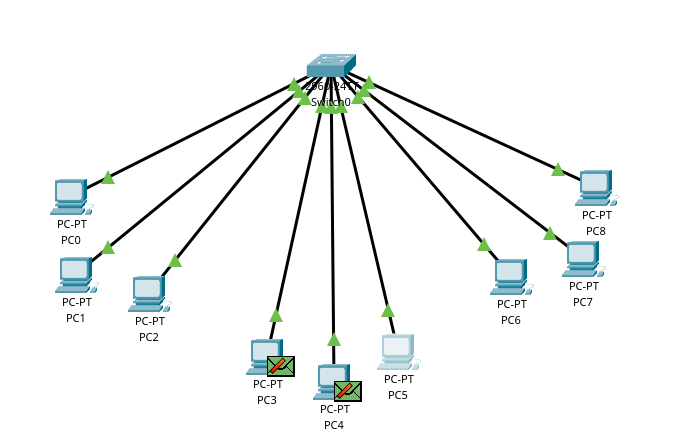 2960-24TT
Switch0
PC-PT
PC0
PC-PT
PC1
PC-PT
PC2
PC-PT
PC3
PC-PT
PC4
PC-PT
PC5
PC-PT
PC6
PC-PT
PC7
PC-PT
PC8